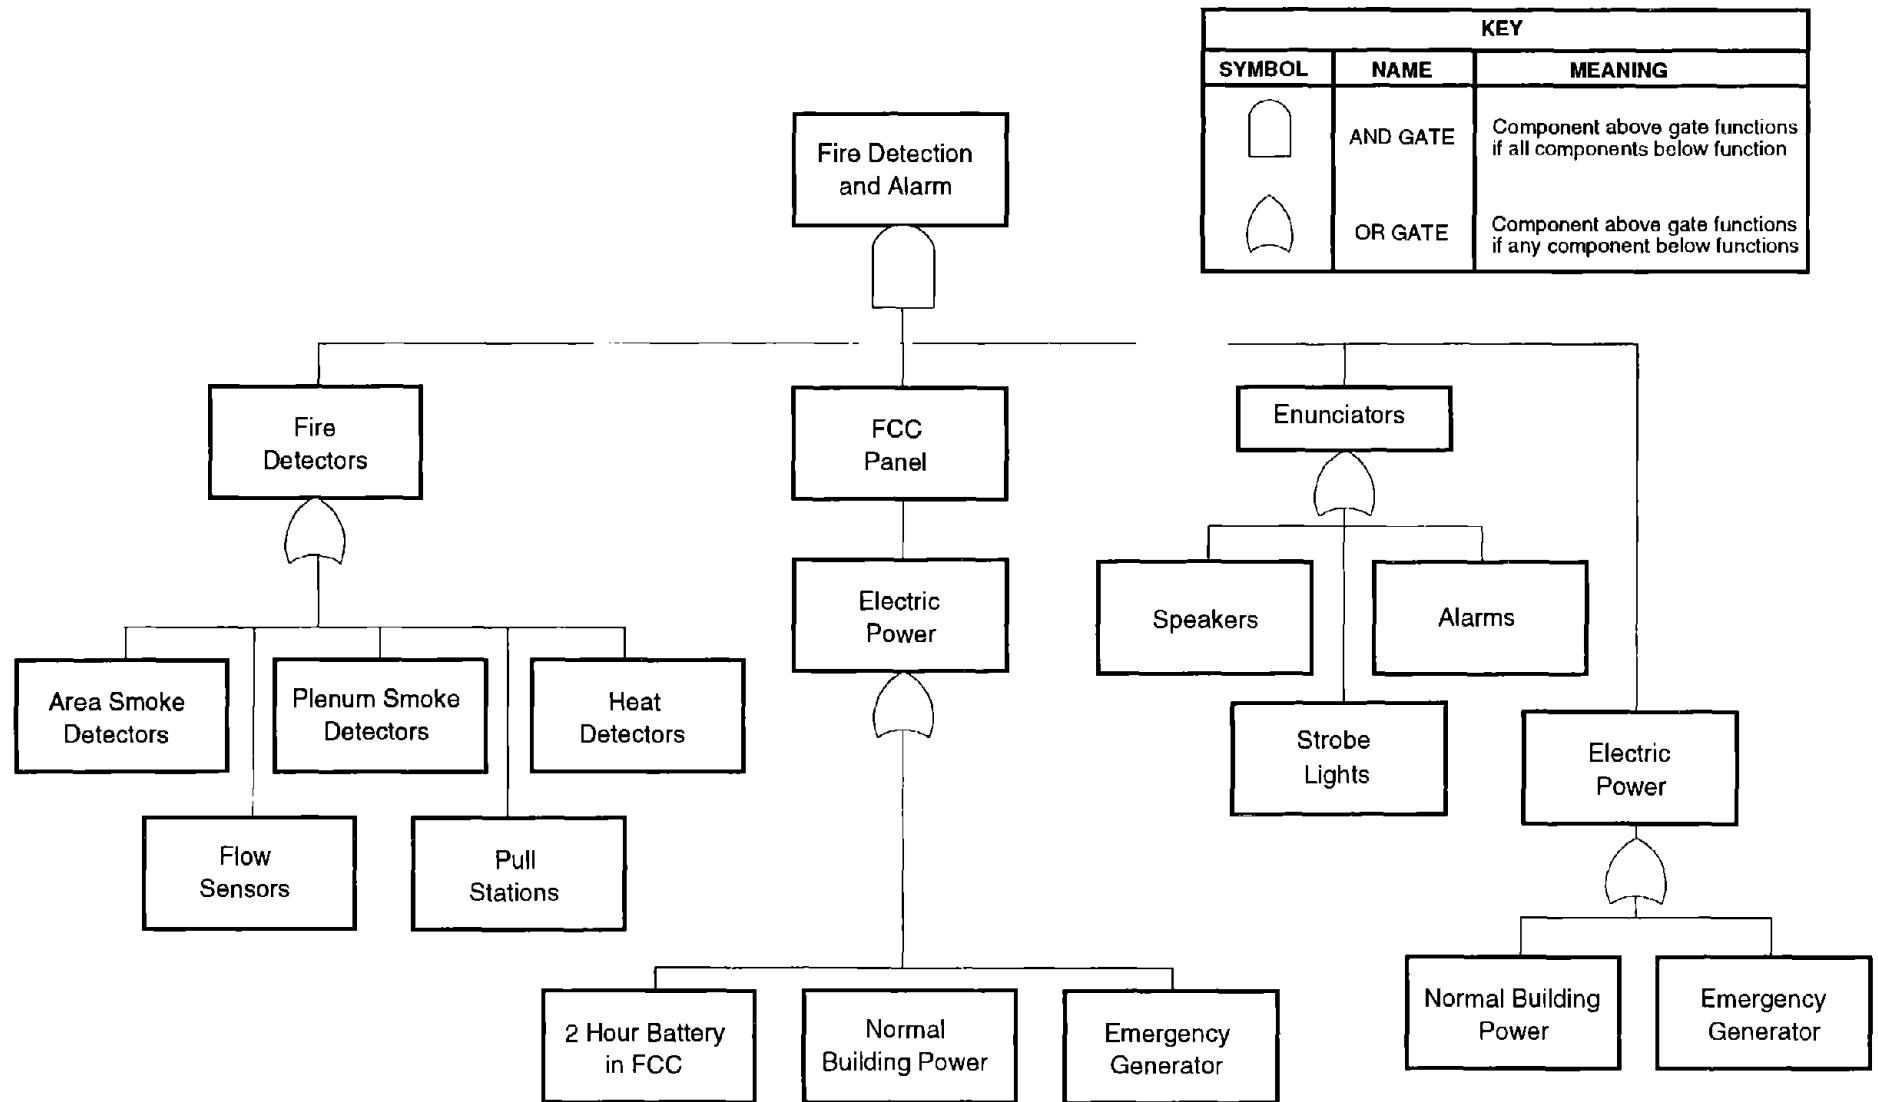 KEY
SYMBOL NAME MEANING
AND GATE
Component above gate functions
if all components below function
OR GATE
Component above gate functions
if any component below functions
Fire Detection
and Alarm
Fire
Detectors
FCC
Panel
Enunciators
Electric
Power
Speakers
Alarms
Area Smoke
Detectors
Plenum Smoke
Detectors
Heat
Detectors
Strobe
Lights
Electric
Power
Flow
Sensors
Pull
Stations
2 Hour Battery
in FCC
Normal
Building Power
Emergency
Generator
Normal Building
Power
Emergency
Generator